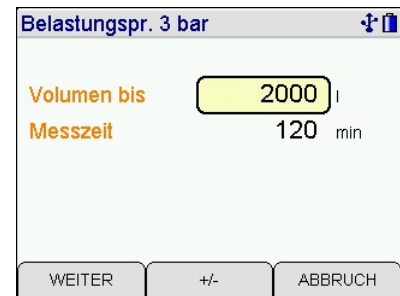 Belastungspr. 3 bar
Volumen bis 2000 l
Messzeit 120 min
WEITER +/- ABBRUCH